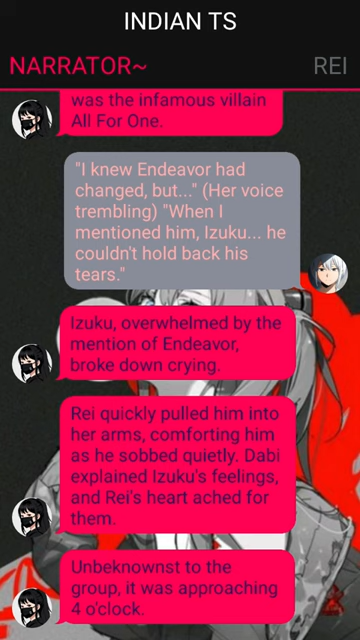 INDIAN TS
NARRATOR~ REI
was the infamous villain
All For One.
"I knew Endeavor had
changed, but..." (Her voice
trembling) "When I
mentioned him, Izuku... he
couldn't hold back his
tears."
Izuku, overwhelmed by the
mention of Endeavor,
broke down crying.
Rei quickly pulled him into
her arms, comforting him
as he sobbed quietly. Dabi
explained Izuku's feelings,
and Rei's heart ached for
them.
Unbeknownst to the
group, it was approaching
4 o'clock.